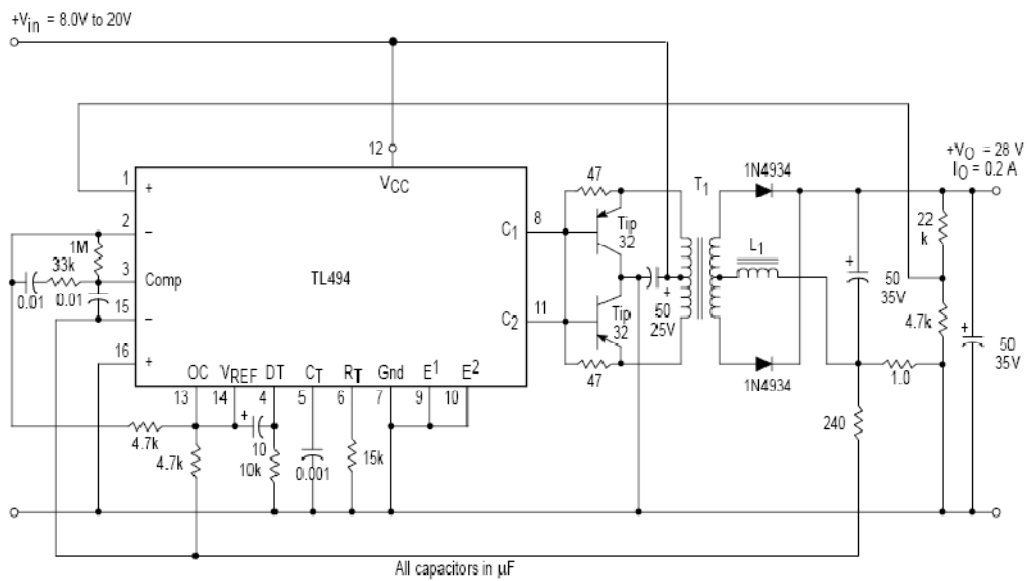 +Vin = 8.0V to 20V
+VO = 28 V
IO = 0.2 A
12
VCC
1
+
2
−
3
Comp
15
−
16
+
TL494
C1
8
C2
11
1M
33k
0.01
0.01
47
Tip
32
Tip
32
47
+
50
25V
T1
1N4934
L1
1N4934
+
50
35V
22
k
4.7k
1.0
+
50
35V
240
OC
VREF
DT
CT
RT
Gnd
E1
E2
13
14
4
5
6
7
9
10
4.7k
4.7k
+
10
10k
0.001
15k
All capacitors in µF